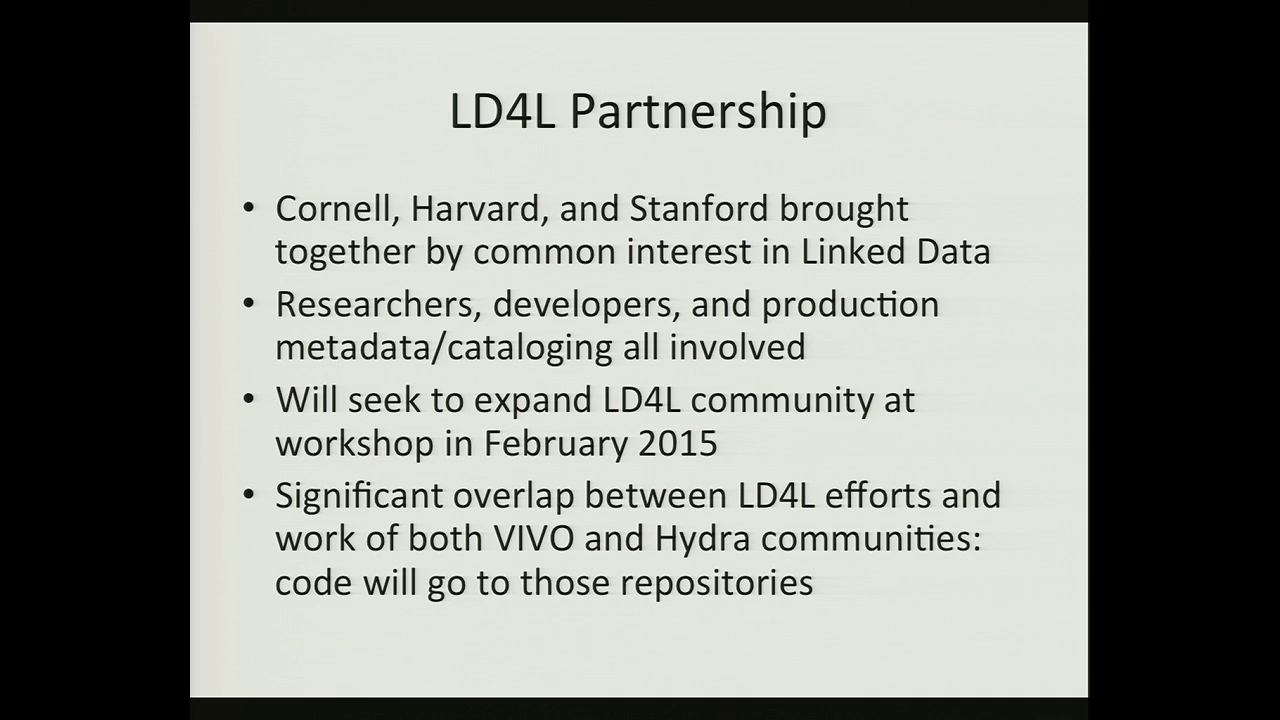 LD4L Partnership
• Cornell, Harvard, and Stanford brought
together by common interest in Linked Data
• Researchers, developers, and production
metadata/cataloging all involved
• Will seek to expand LD4L community at
workshop in February 2015
• Significant overlap between LD4L efforts and
work of both VIVO and Hydra communities:
code will go to those repositories